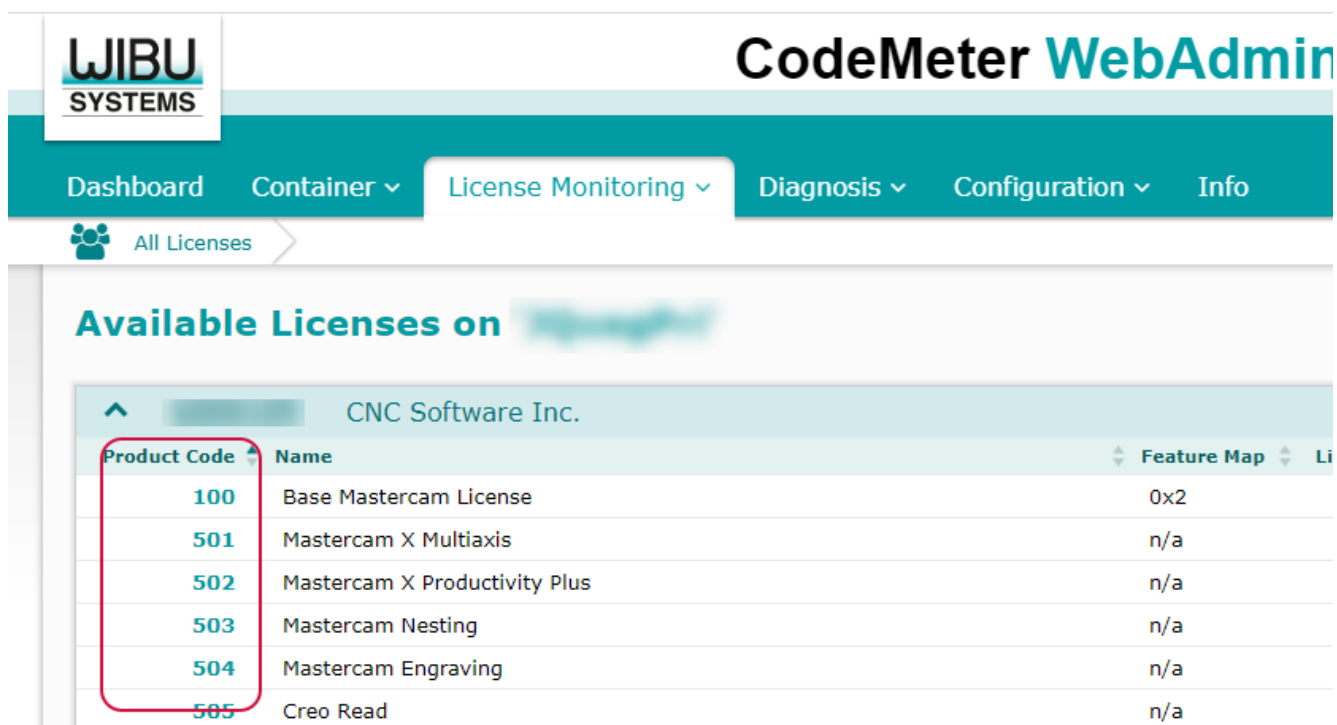 WIBU
SYSTEMS
CodeMeter WebAdmin
Dashboard Container License Monitoring Diagnosis Configuration Info
All Licenses
Available Licenses on
CNC Software Inc.
Product Code Name Feature Map Li
100 Base Mastercam License 0x2
501 Mastercam X Multiaxis n/a
502 Mastercam X Productivity Plus n/a
503 Mastercam Nesting n/a
504 Mastercam Engraving n/a
505 Creo Read n/a